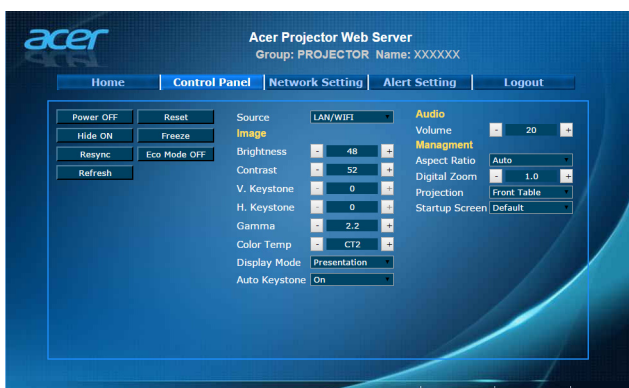 acer
Acer Projector Web Server
Group: PROJECTOR Name: XXXXXX
Home Control Panel Network Setting Alert Setting Logout
Power OFF Reset
Hide ON Freeze
Resync Eco Mode OFF
Refresh
Source LAN/WIFI
Image
Brightness - 48 +
Contrast - 52 +
V. Keystone - 0 +
H. Keystone - 0 +
Gamma - 2.2 +
Color Temp - CT2 +
Display Mode Presentation
Auto Keystone On
Audio
Volume - 20 +
Managment
Aspect Ratio Auto
Digital Zoom - 1.0 +
Projection Front Table
Startup Screen Default